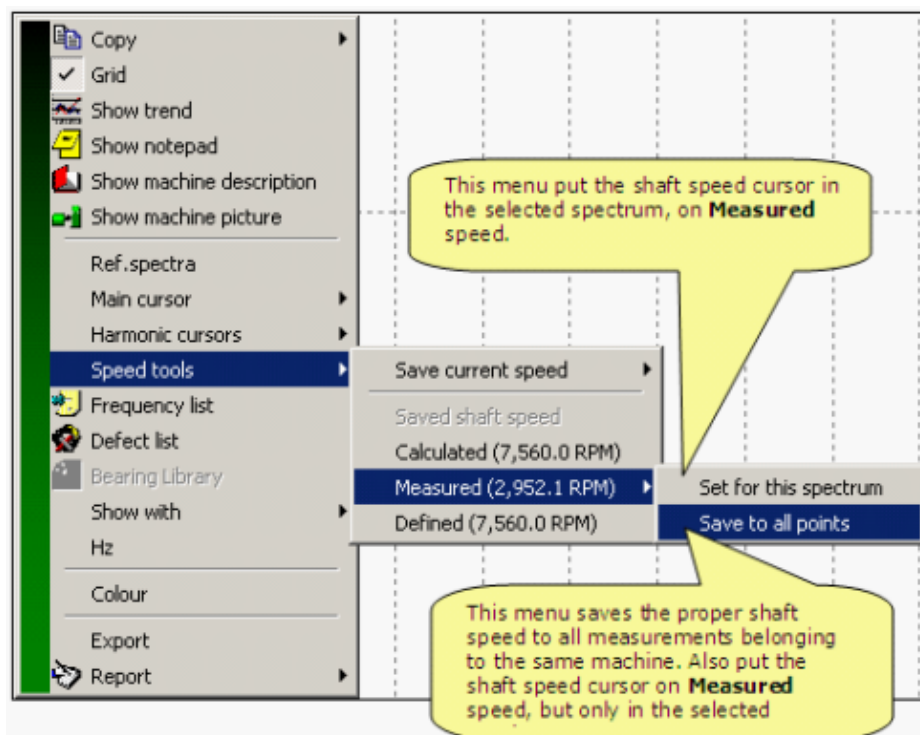 Copy
Grid
Show trend
Show notepad
Show machine description
Show machine picture
Ref.spectra
Main cursor
Harmonic cursors
Speed tools
Frequency list
Defect list
Bearing Library
Show with
Hz
Colour
Export
Report
Save current speed
Saved shaft speed
Calculated (7,560.0 RPM)
Measured (2,952.1 RPM)
Defined (7,560.0 RPM)
Set for this spectrum
Save to all points
This menu put the shaft speed cursor in
the selected spectrum, on Measured
speed.
This menu saves the proper shaft
speed to all measurements belonging
to the same machine. Also put the
shaft speed cursor on Measured
speed, but only in the selected